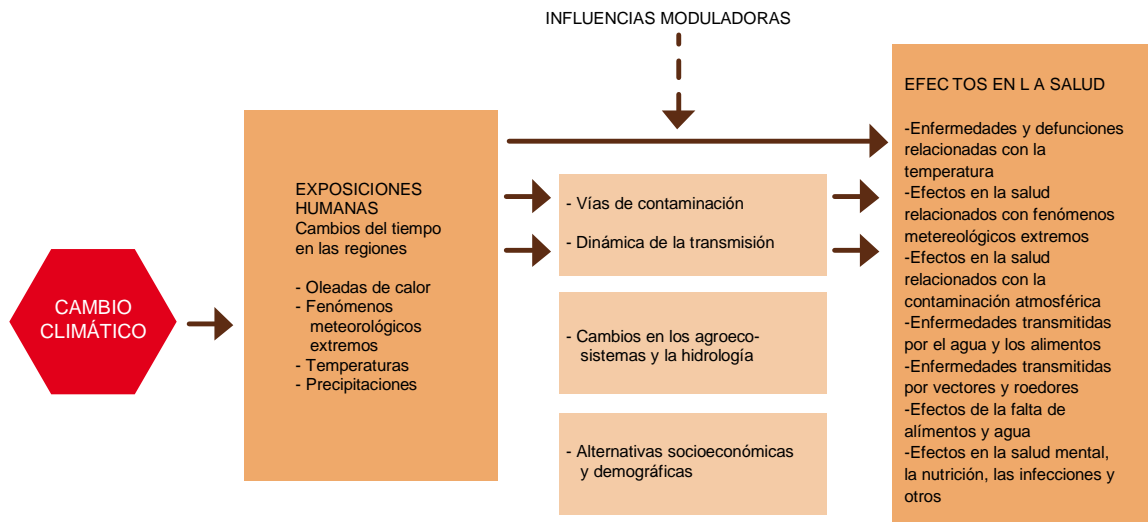 INFLUENCIAS MODULADORAS
CAMBIO
CLIMÁTICO
EXPOSICIONES
HUMANAS
Cambios del tiempo
en las regiones
- Oleadas de calor
- Fenómenos
meteorológicos
extremos
- Temperaturas
- Precipitaciones
- Vías de contaminación
- Dinámica de la transmisión
- Cambios en los agroeco-
sistemas y la hidrología
- Alternativas socioeconómicas
y demográficas
EFEC TOS EN L A SALUD
-Enfermedades y defunciones
relacionadas con la
temperatura
-Efectos en la salud
relacionados con fenómenos
metereológicos extremos
-Efectos en la salud
relacionados con la
contaminación atmosférica
-Enfermedades transmitidas
por el agua y los alimentos
-Enfermedades transmitidas
por vectores y roedores
-Efectos de la falta de
alímentos y agua
-Efectos en la salud mental,
la nutrición, las infecciones y
otros